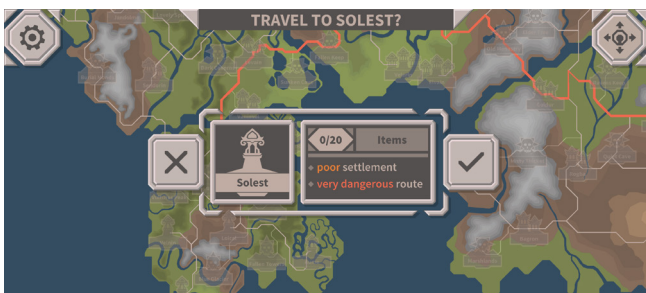 TRAVEL TO SOLEST?
0/20
Items
Solest
poor settlement
very dangerous route